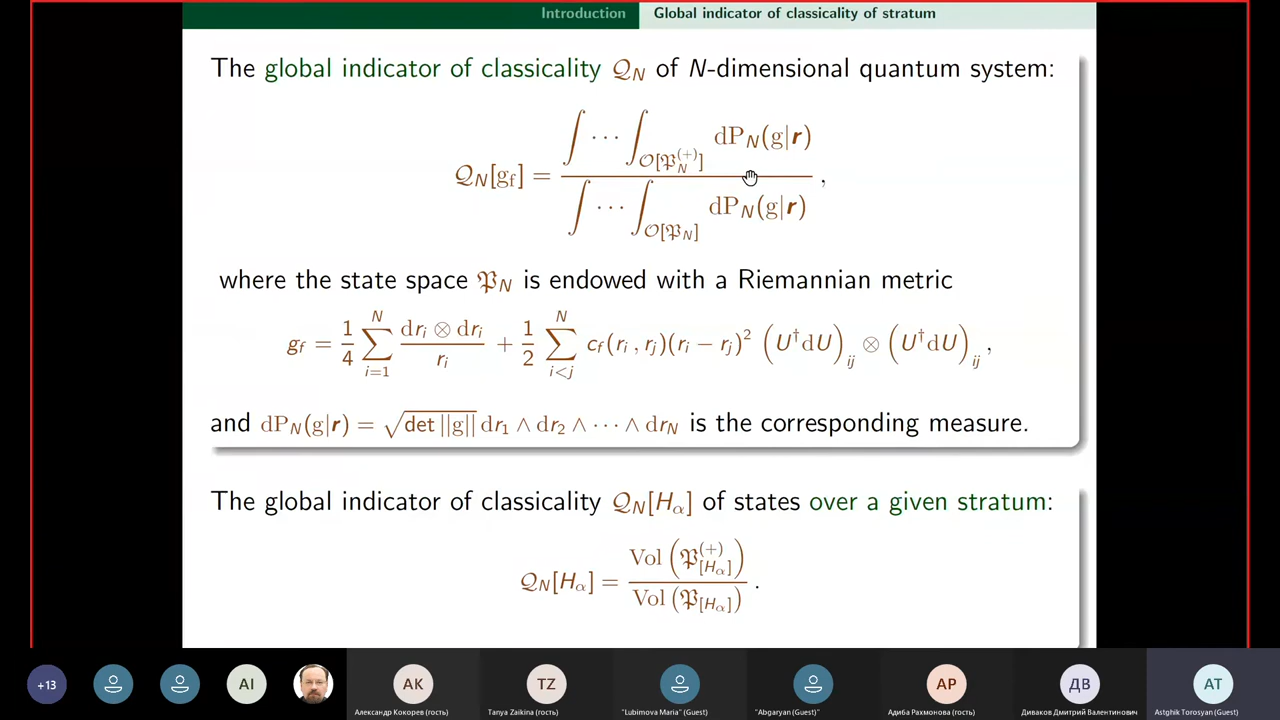 Introduction Global indicator of classicality of stratum
The global indicator of classicality 𝒬_N of N-dimensional quantum system:
𝒬_N[g_f] = ∫ ⋯ ∫_{𝒪[𝔓_N^{(+)}]} dP_N(g|r) / ∫ ⋯ ∫_{𝒪[𝔓_N]} dP_N(g|r) ,
where the state space 𝔓_N is endowed with a Riemannian metric
g_f = 1/4 ∑_{i=1}^{N} (dr_i ⊗ dr_i)/r_i + 1/2 ∑_{i<j}^{N} c_f(r_i , r_j)(r_i − r_j)² (U†dU)_{ij} ⊗ (U†dU)_{ij} ,
and dP_N(g|r) = √(det ||g||) dr_1 ∧ dr_2 ∧ ⋯ ∧ dr_N is the corresponding measure.
The global indicator of classicality 𝒬_N[H_α] of states over a given stratum:
𝒬_N[H_α] = Vol (𝔓^{(+)}_{[H_α]}) / Vol (𝔓_{[H_α]}) .
+13 AI AK TZ АР ДВ AT
Александр Кокорев (гость) Tanya Zaikina (гость) "Lubimova Maria" (Guest) "Abgaryan (Guest)" Адиба Рахмонова (гость) Диваков Дмитрий Валентинович Astghik Torosyan (Guest)